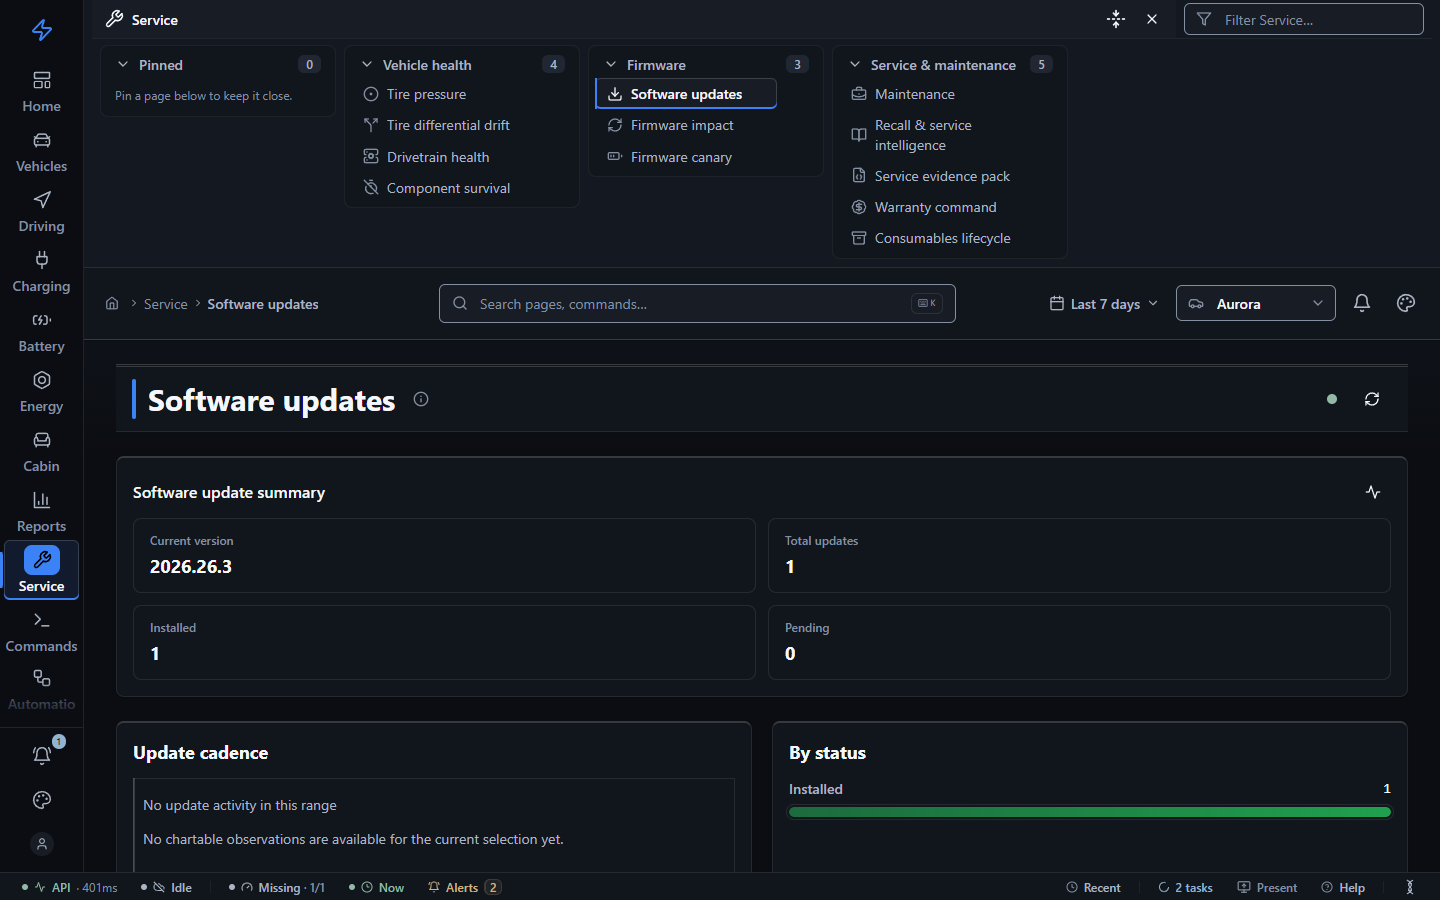 Home
Vehicles
Driving
Charging
Battery
Energy
Cabin
Reports
Service
Commands
Automatio
1
Service
Filter Service...
Pinned 0
Pin a page below to keep it close.
Vehicle health 4
Tire pressure
Tire differential drift
Drivetrain health
Component survival
Firmware 3
Software updates
Firmware impact
Firmware canary
Service & maintenance 5
Maintenance
Recall & service
intelligence
Service evidence pack
Warranty command
Consumables lifecycle
Service > Software updates
Search pages, commands...
K
Last 7 days
Aurora
Software updates
Software update summary
Current version
2026.26.3
Total updates
1
Installed
1
Pending
0
Update cadence
No update activity in this range
No chartable observations are available for the current selection yet.
By status
Installed 1
API · 401ms
Idle
Missing · 1/1
Now
Alerts 2
Recent
2 tasks
Present
Help